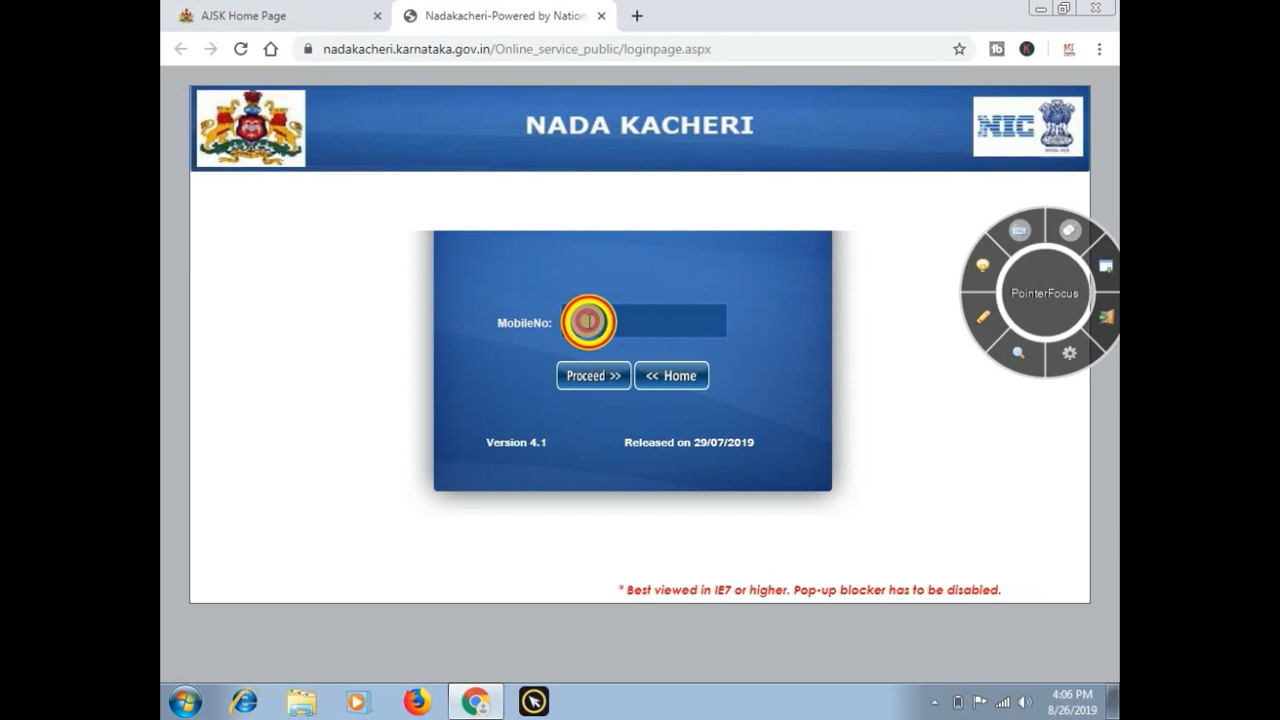 AJSK Home Page
Nadakacheri-Powered by Nation
nadakacheri.karnataka.gov.in/Online_service_public/loginpage.aspx
NADA KACHERI
NIC
PointerFocus
MobileNo:
Proceed >>
<< Home
Version 4.1
Released on 29/07/2019
* Best viewed in IE7 or higher. Pop-up blocker has to be disabled.
4:06 PM
8/26/2019